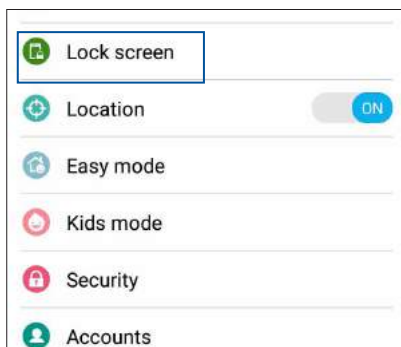 Lock screen
Location ON
Easy mode
Kids mode
Security
Accounts